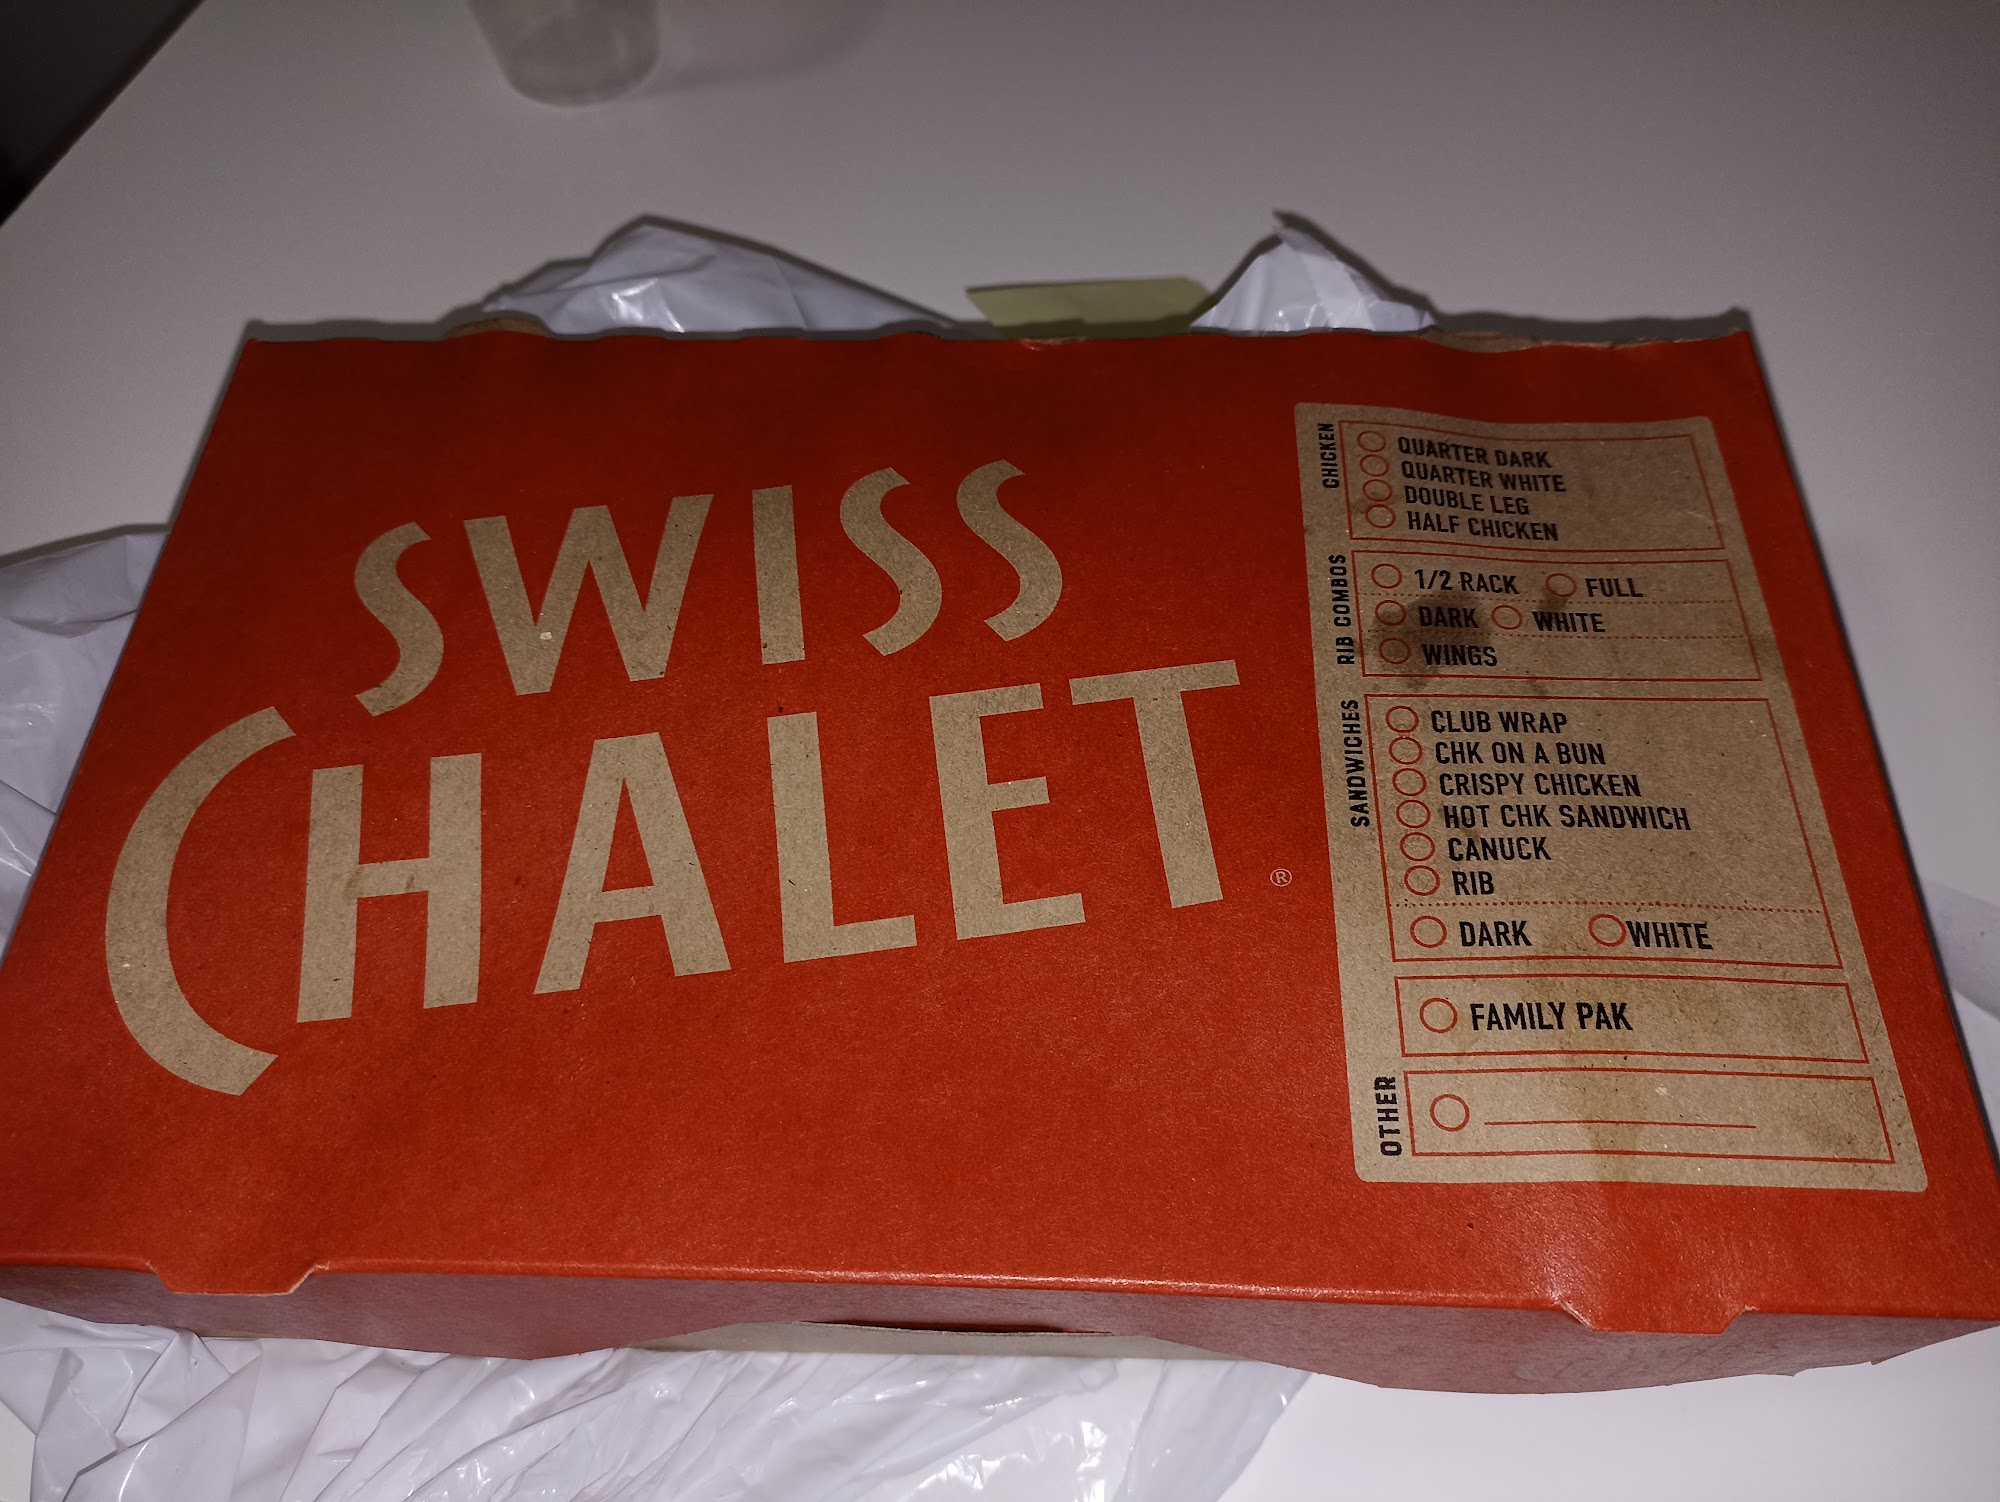 SWISS
CHALET®
CHICKEN
QUARTER DARK
QUARTER WHITE
DOUBLE LEG
HALF CHICKEN
RIB COMBOS
1/2 RACK FULL
DARK WHITE
WINGS
SANDWICHES
CLUB WRAP
CHK ON A BUN
CRISPY CHICKEN
HOT CHK SANDWICH
CANUCK
RIB
DARK WHITE
FAMILY PAK
OTHER